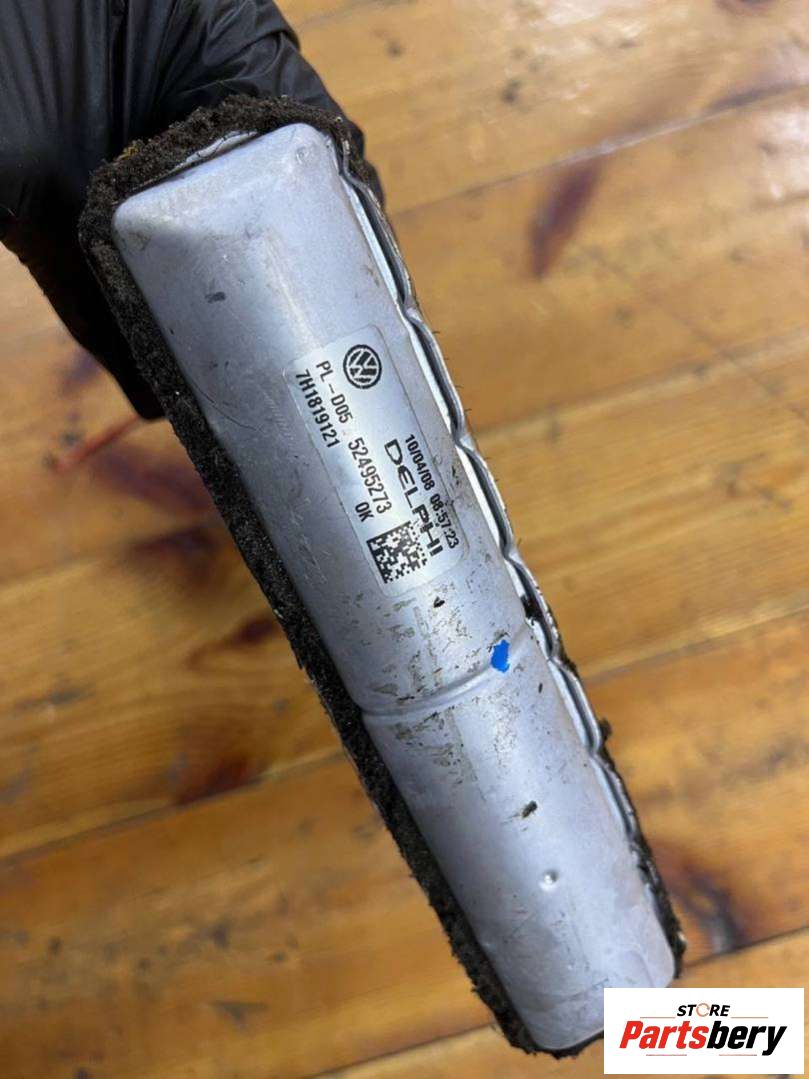 PL-D05 52495273
7H1819121
OK
10/04/08 08:57:23
DELPHI
STORE
Partsbery